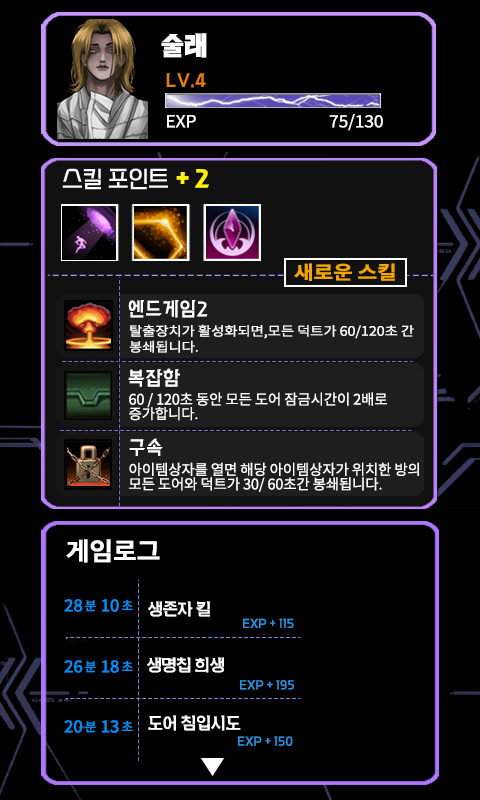 술래
LV.4
EXP 75/130
스킬 포인트 + 2
새로운 스킬
엔드게임2
탈출장치가 활성화되면,모든 덕트가 60/120초 간
봉쇄됩니다.
복잡함
60 / 120초 동안 모든 도어 잠금시간이 2배로
증가합니다.
구속
아이템상자를 열면 해당 아이템상자가 위치한 방의
모든 도어와 덕트가 30/ 60초간 봉쇄됩니다.
게임로그
28분 10초 생존자 킬
EXP + 115
26분 18초 생명칩 희생
EXP + 195
20분 13초 도어 침입시도
EXP + 150